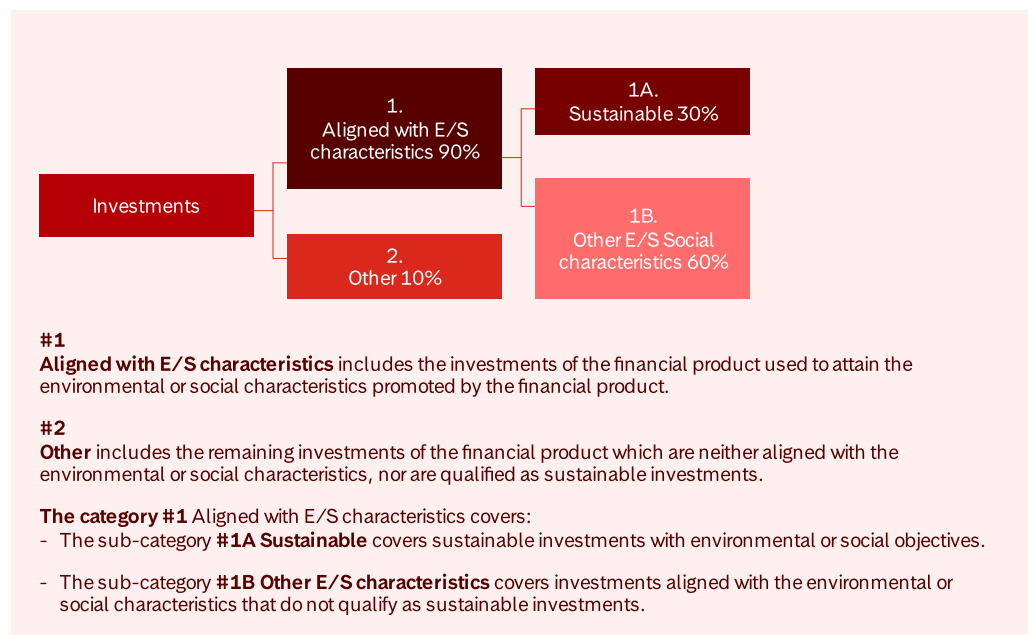 1.
Aligned with E/S
characteristics 90%
1A.
Sustainable 30%
Investments
1B.
Other E/S Social
characteristics 60%
2.
Other 10%
#1
Aligned with E/S characteristics includes the investments of the financial product used to attain the
environmental or social characteristics promoted by the financial product.
#2
Other includes the remaining investments of the financial product which are neither aligned with the
environmental or social characteristics, nor are qualified as sustainable investments.
The category #1 Aligned with E/S characteristics covers:
- The sub-category #1A Sustainable covers sustainable investments with environmental or social objectives.
- The sub-category #1B Other E/S characteristics covers investments aligned with the environmental or
social characteristics that do not qualify as sustainable investments.